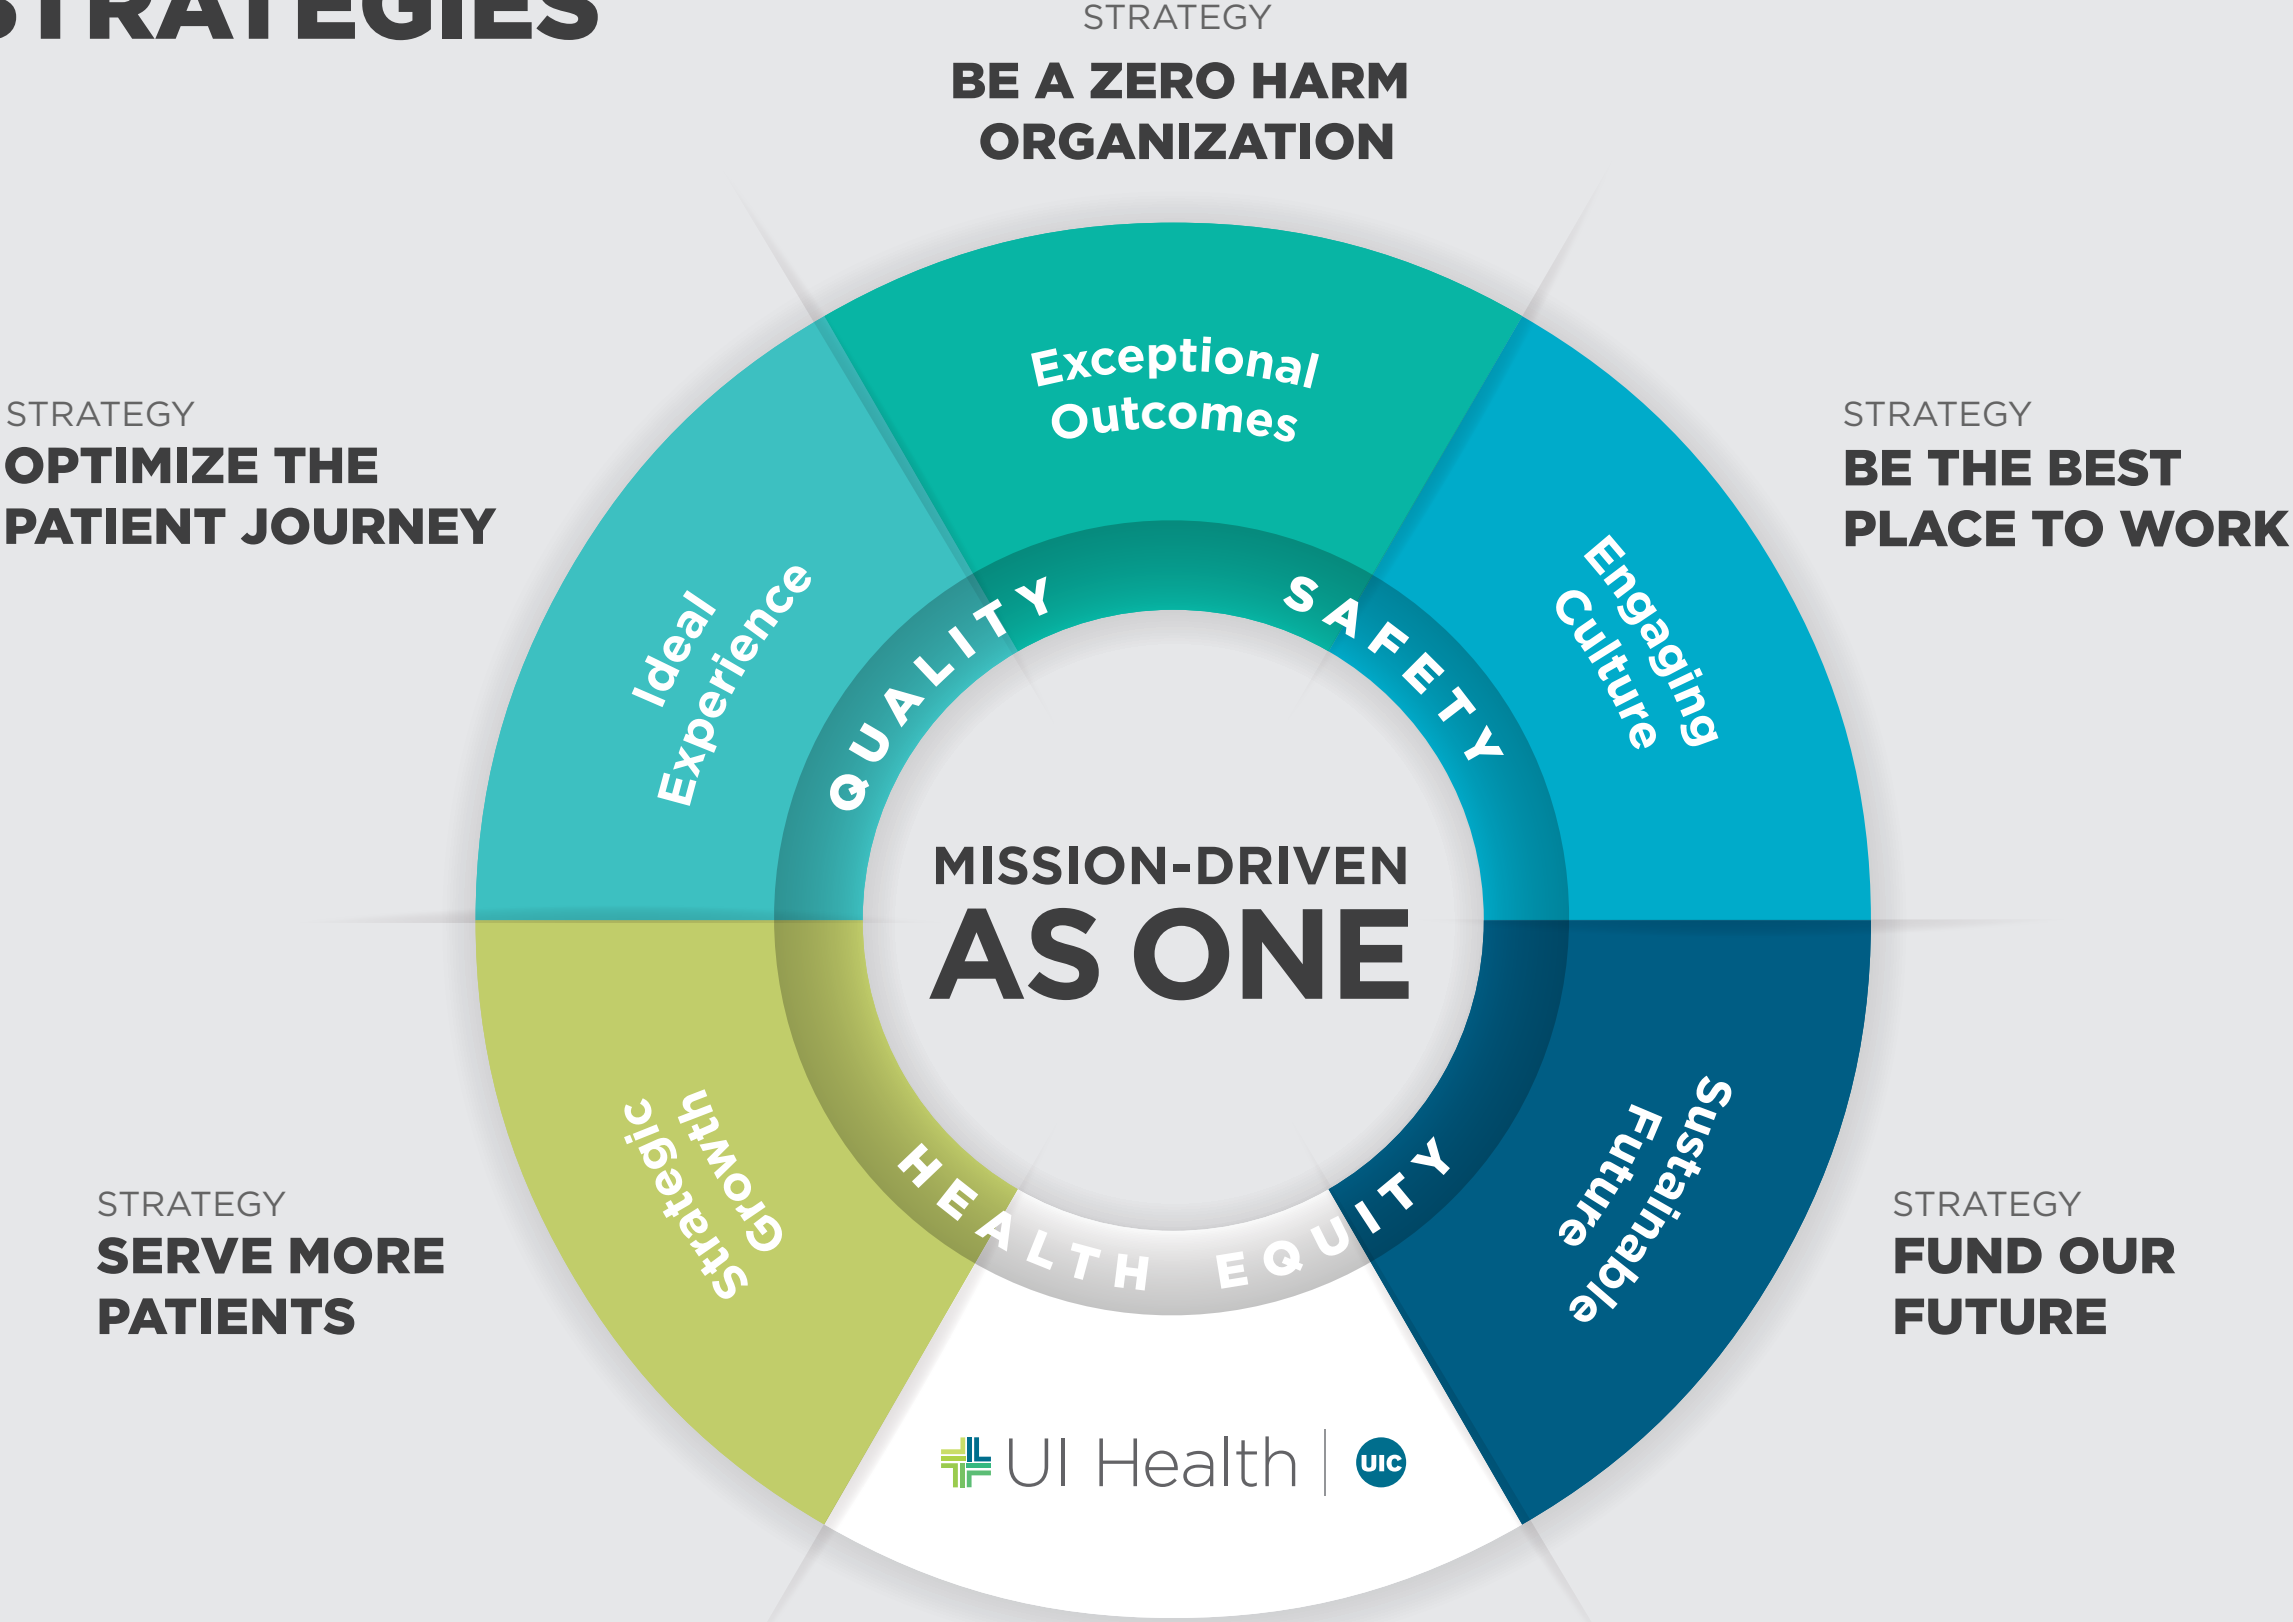 STRATEGIES
STRATEGY
BE A ZERO HARM
ORGANIZATION
STRATEGY
OPTIMIZE THE
PATIENT JOURNEY
STRATEGY
BE THE BEST
PLACE TO WORK
Exceptional
Outcomes
Ideal
Experience
Engaging
Culture
QUALITY
SAFETY
MISSION-DRIVEN
AS ONE
Strategic
Growth
Sustainable
Future
HEALTH EQUITY
STRATEGY
SERVE MORE
PATIENTS
STRATEGY
FUND OUR
FUTURE
UI Health
UIC